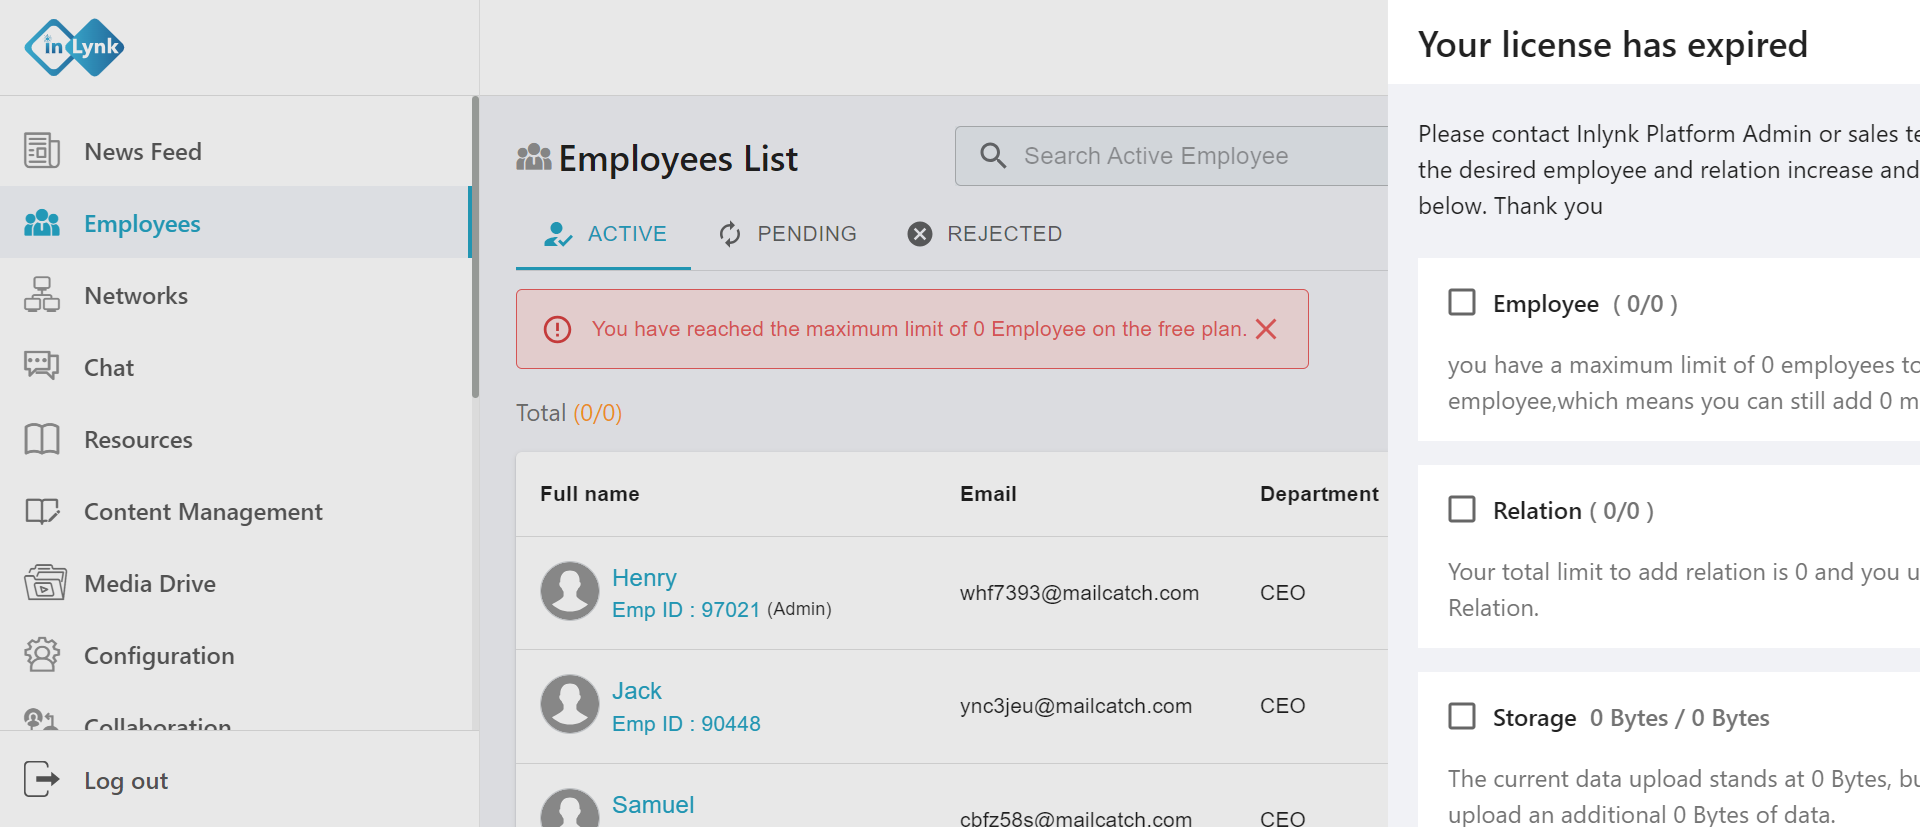 in Lynk
News Feed
Employees
Networks
Chat
Resources
Content Management
Media Drive
Configuration
Collaboration
Log out
Employees List
Search Active Employee
ACTIVE
PENDING
REJECTED
You have reached the maximum limit of 0 Employee on the free plan.
Total (0/0)
Full name Email Department
Henry
Emp ID : 97021 (Admin)
whf7393@mailcatch.com
CEO
Jack
Emp ID : 90448
ync3jeu@mailcatch.com
CEO
Samuel
cbfz58s@mailcatch.com
CEO
Your license has expired
Please contact Inlynk Platform Admin or sales te
the desired employee and relation increase and
below. Thank you
Employee ( 0/0 )
you have a maximum limit of 0 employees to
employee,which means you can still add 0 m
Relation ( 0/0 )
Your total limit to add relation is 0 and you u
Relation.
Storage 0 Bytes / 0 Bytes
The current data upload stands at 0 Bytes, bu
upload an additional 0 Bytes of data.